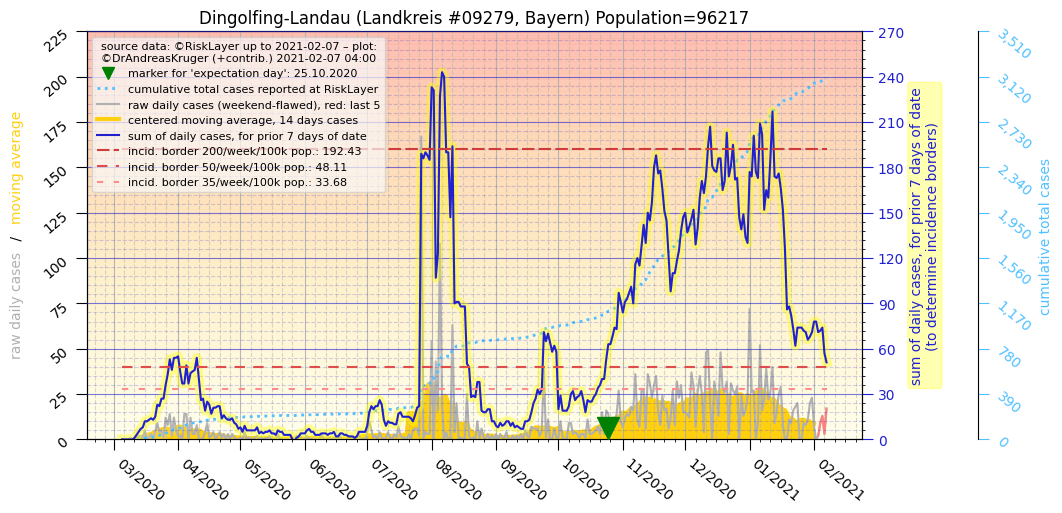 Dingolfing-Landau (Landkreis #09279, Bayern) Population=96217
source data: ©RiskLayer up to 2021-02-07 – plot:
©DrAndreasKruger (+contrib.) 2021-02-07 04:00
marker for 'expectation day': 25.10.2020
cumulative total cases reported at RiskLayer
raw daily cases (weekend-flawed), red: last 5
centered moving average, 14 days cases
sum of daily cases, for prior 7 days of date
incid. border 200/week/100k pop.: 192.43
incid. border 50/week/100k pop.: 48.11
incid. border 35/week/100k pop.: 33.68
raw daily cases / moving average
225
200
175
150
125
100
75
50
25
0
03/2020
04/2020
05/2020
06/2020
07/2020
08/2020
09/2020
10/2020
11/2020
12/2020
01/2021
02/2021
270
240
210
180
150
120
90
60
30
0
sum of daily cases, for prior 7 days of date
(to determine incidence borders)
3,510
3,120
2,730
2,340
1,950
1,560
1,170
780
390
0
cumulative total cases